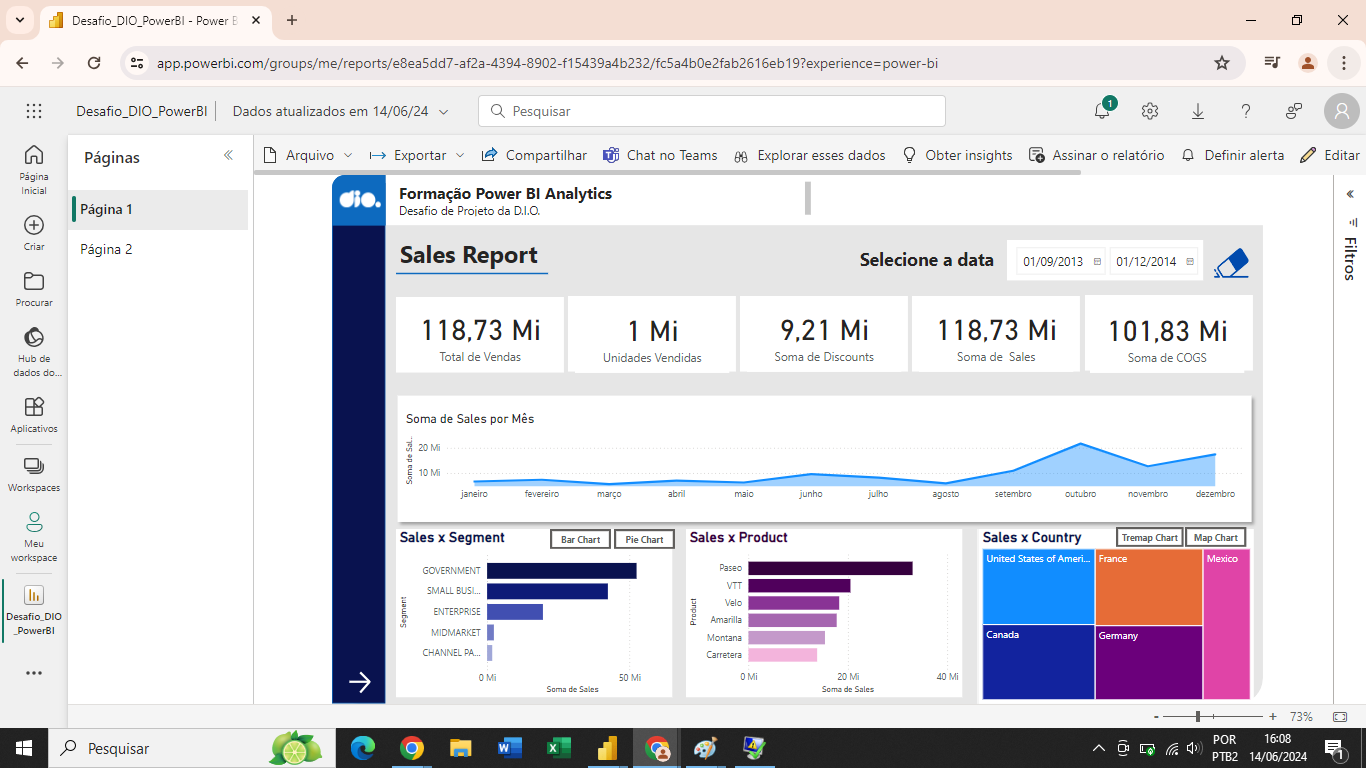 Desafio_DIO_PowerBI - Power B
app.powerbi.com/groups/me/reports/e8ea5dd7-af2a-4394-8902-f15439a4b232/fc5a4b0e2fab2616eb19?experience=power-bi
Desafio_DIO_PowerBI
Dados atualizados em 14/06/24
Pesquisar
1
Página
Inicial
Criar
Procurar
Hub de
dados do...
Aplicativos
Workspaces
Meu
workspace
Desafio_DIO
_PowerBI
Páginas
Página 1
Página 2
Arquivo
Exportar
Compartilhar
Chat no Teams
Explorar esses dados
Obter insights
Assinar o relatório
Definir alerta
Editar
dio.
Formação Power BI Analytics
Desafio de Projeto da D.I.O.
Sales Report
Selecione a data
01/09/2013
01/12/2014
118,73 Mi
Total de Vendas
1 Mi
Unidades Vendidas
9,21 Mi
Soma de Discounts
118,73 Mi
Soma de Sales
101,83 Mi
Soma de COGS
Soma de Sales por Mês
Soma de Sal...
20 Mi
10 Mi
janeiro fevereiro março abril maio junho julho agosto setembro outubro novembro dezembro
Sales x Segment
Bar Chart
Pie Chart
Segment
GOVERNMENT
SMALL BUSI...
ENTERPRISE
MIDMARKET
CHANNEL PA...
0 Mi 50 Mi
Soma de Sales
Sales x Product
Product
Paseo
VTT
Velo
Amarilla
Montana
Carretera
0 Mi 20 Mi 40 Mi
Soma de Sales
Sales x Country
Tremap Chart
Map Chart
United States of Ameri...
France
Mexico
Canada
Germany
Filtros
- + 73%
Pesquisar
POR
PTB2
16:08
14/06/2024
1